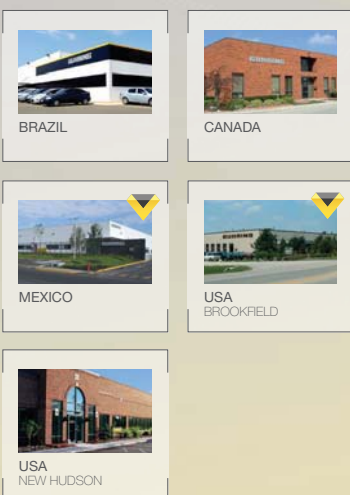 BRAZIL
CANADA
MEXICO
USA
BROOKFIELD
USA
NEW HUDSON